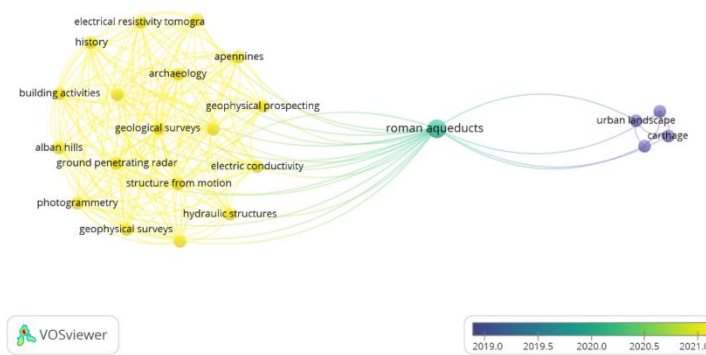 electrical resistivity tomogra
history
apennines
archaeology
building activities
geophysical prospecting
geological surveys
roman aqueducts
urban landscape
carthage
alban hills
ground penetrating radar
electric conductivity
structure from motion
photogrammetry
hydraulic structures
geophysical surveys
VOSviewer
2019.0 2019.5 2020.0 2020.5 2021.0